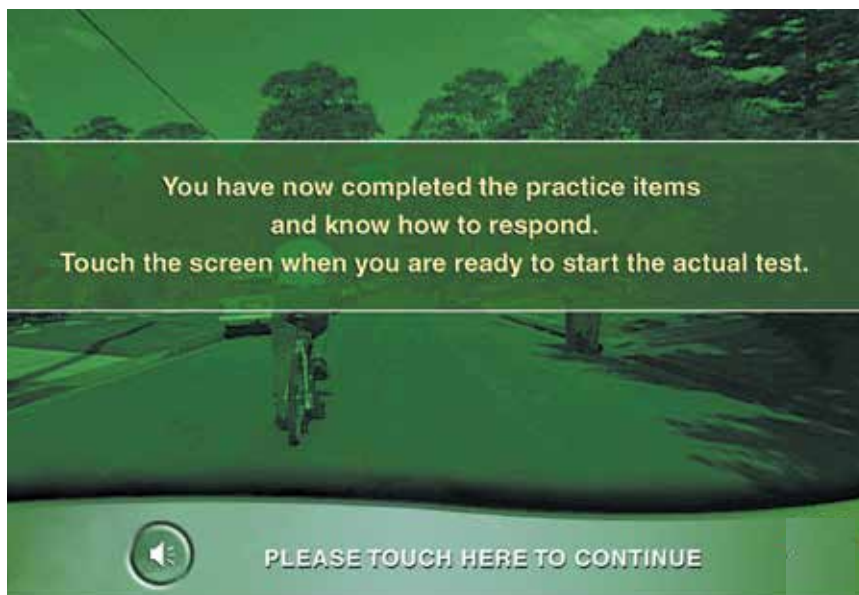 You have now completed the practice items
and know how to respond.
Touch the screen when you are ready to start the actual test.
PLEASE TOUCH HERE TO CONTINUE